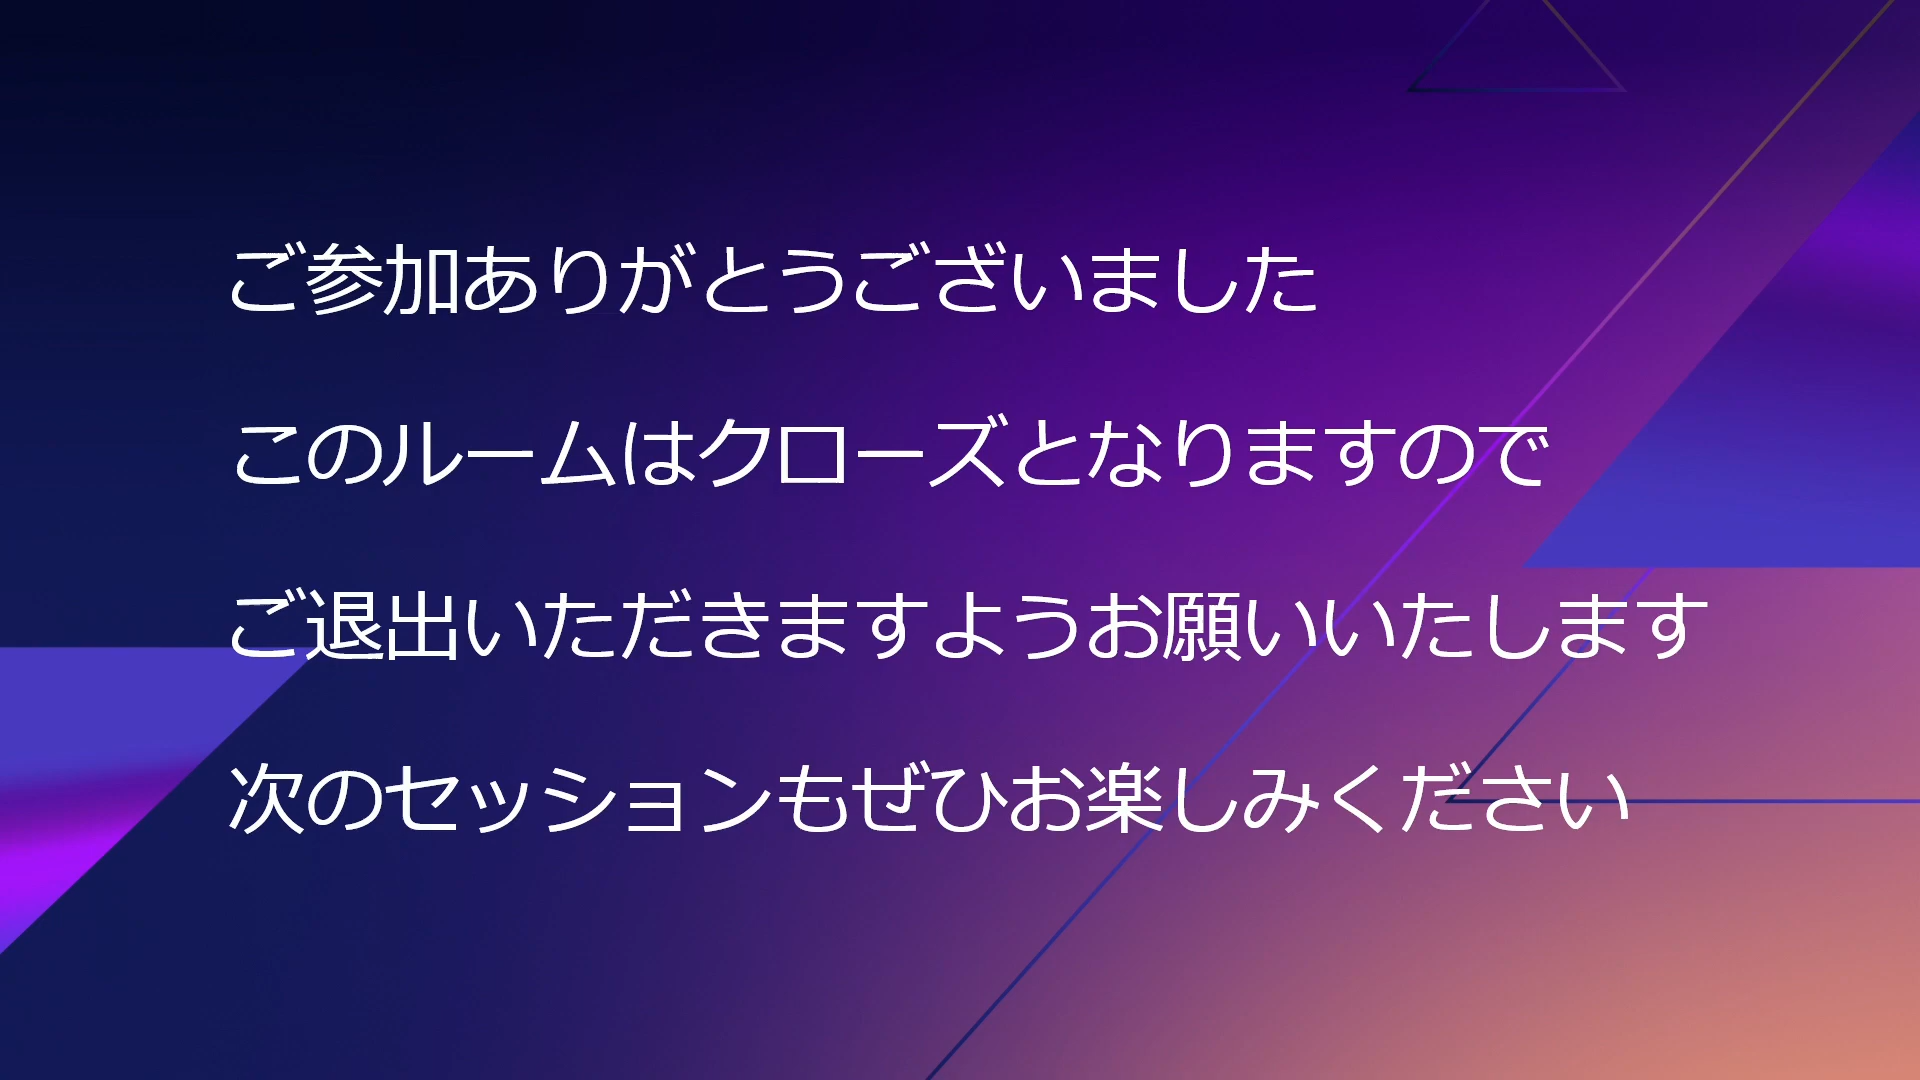 ご参加ありがとうございました
このルームはクローズとなりますので
ご退出いただきますようお願いいたします
次のセッションもぜひお楽しみください